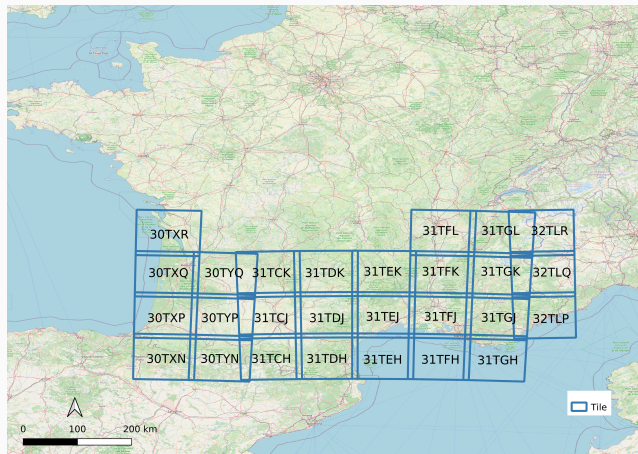 30TXR 31TFL 31TGL 32TLR
30TXQ 30TYQ 31TCK 31TDK 31TEK 31TFK 31TGK 32TLQ
30TXP 30TYP 31TCJ 31TDJ 31TEJ 31TFJ 31TGJ 32TLP
30TXN 30TYN 31TCH 31TDH 31TEH 31TFH 31TGH
Tile
0 100 200 km